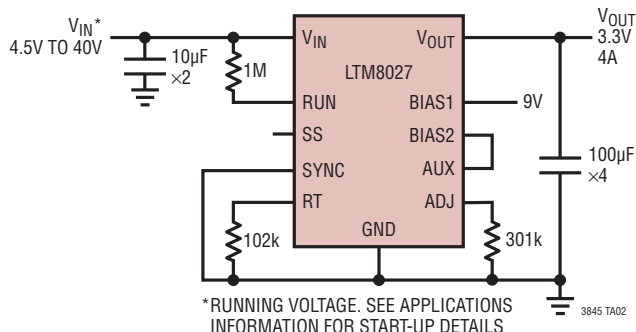 VIN*
4.5V TO 40V
10µF
×2
1M
VIN
RUN
SS
SYNC
RT
102k
LTM8027
GND
VOUT
BIAS1
BIAS2
AUX
ADJ
9V
301k
VOUT
3.3V
4A
100µF
×4
*RUNNING VOLTAGE. SEE APPLICATIONS
INFORMATION FOR START-UP DETAILS
3845 TA02